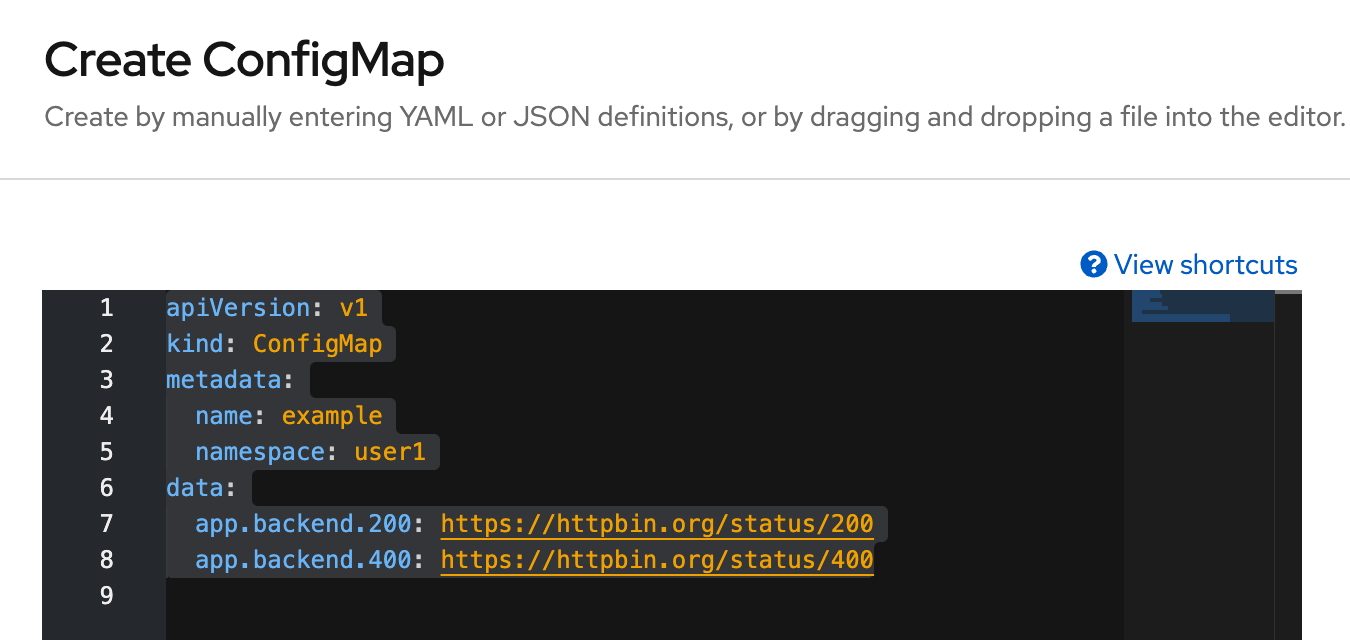 Create ConfigMap
Create by manually entering YAML or JSON definitions, or by dragging and dropping a file into the editor.
? View shortcuts
1 apiVersion: v1
2 kind: ConfigMap
3 metadata:
4   name: example
5   namespace: user1
6 data:
7   app.backend.200: https://httpbin.org/status/200
8   app.backend.400: https://httpbin.org/status/400
9